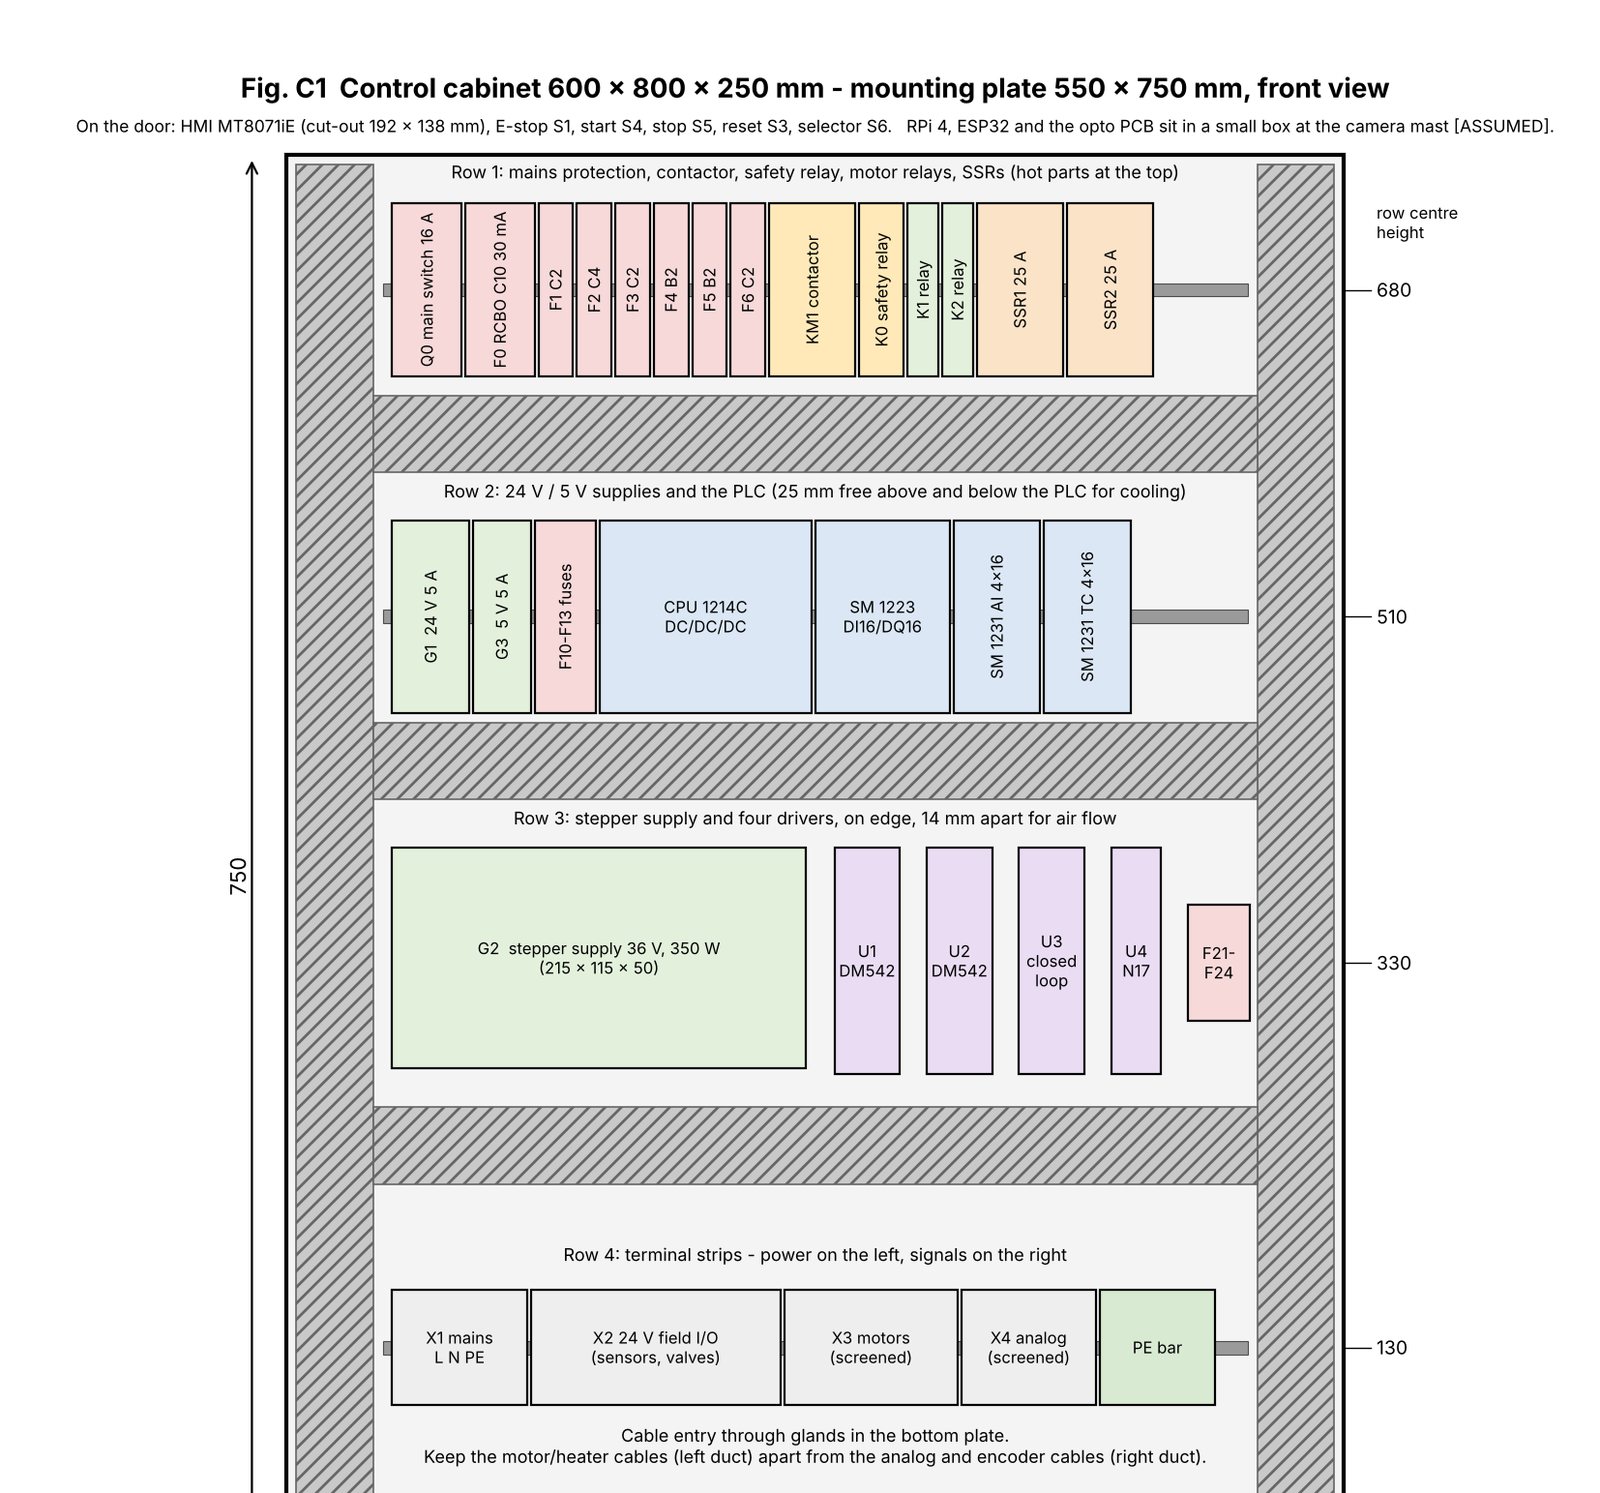 Fig. C1 Control cabinet 600 × 800 × 250 mm - mounting plate 550 × 750 mm, front view
On the door: HMI MT8071iE (cut-out 192 × 138 mm), E-stop S1, start S4, stop S5, reset S3, selector S6. RPi 4, ESP32 and the opto PCB sit in a small box at the camera mast [ASSUMED].
Row 1: mains protection, contactor, safety relay, motor relays, SSRs (hot parts at the top)
row centre
height
Q0 main switch 16 A
F0 RCBO C10 30 mA
F1 C2
F2 C4
F3 C2
F4 B2
F5 B2
F6 C2
KM1 contactor
K0 safety relay
K1 relay
K2 relay
SSR1 25 A
SSR2 25 A
680
Row 2: 24 V / 5 V supplies and the PLC (25 mm free above and below the PLC for cooling)
G1 24 V 5 A
G3 5 V 5 A
F10-F13 fuses
CPU 1214C
DC/DC/DC
SM 1223
DI16/DQ16
SM 1231 AI 4×16
SM 1231 TC 4×16
510
Row 3: stepper supply and four drivers, on edge, 14 mm apart for air flow
750
G2 stepper supply 36 V, 350 W
(215 × 115 × 50)
U1
DM542
U2
DM542
U3
closed
loop
U4
N17
F21-
F24
330
Row 4: terminal strips - power on the left, signals on the right
X1 mains
L N PE
X2 24 V field I/O
(sensors, valves)
X3 motors
(screened)
X4 analog
(screened)
PE bar
130
Cable entry through glands in the bottom plate.
Keep the motor/heater cables (left duct) apart from the analog and encoder cables (right duct).